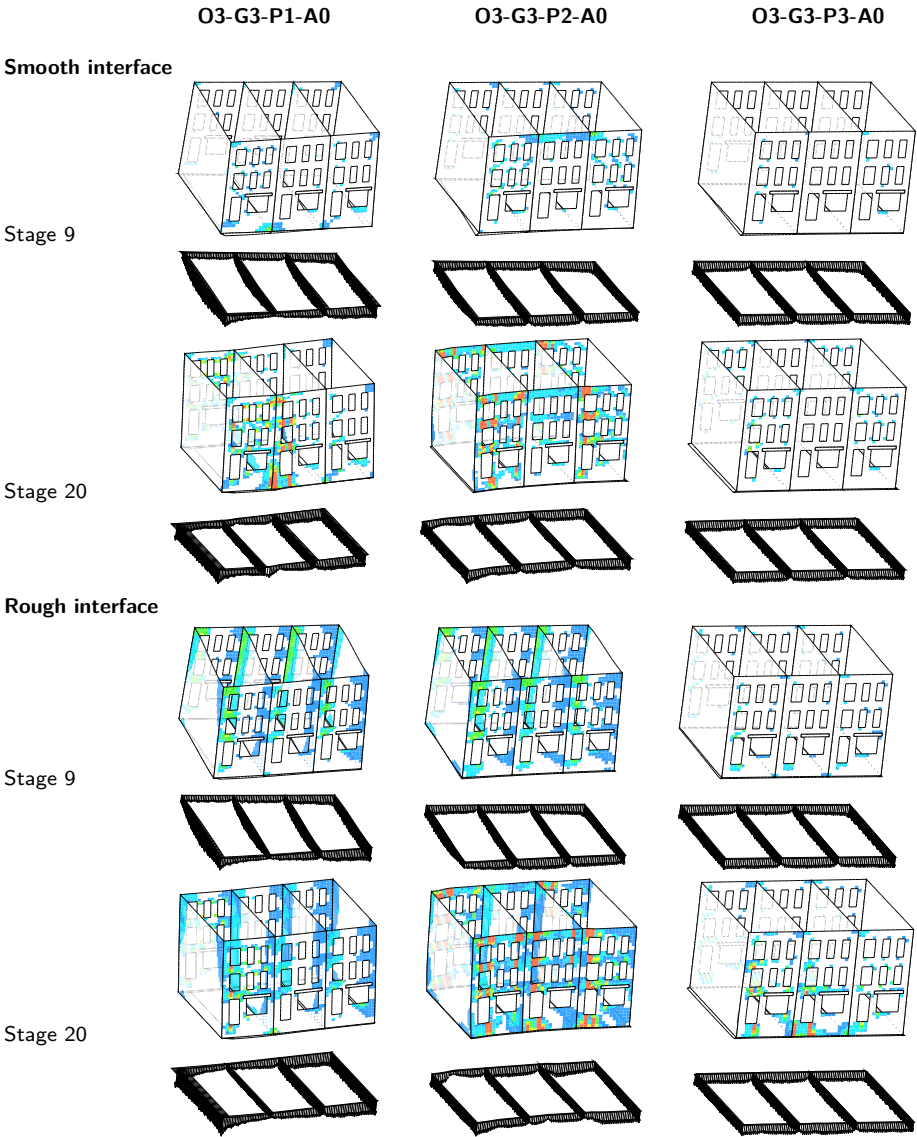 O3-G3-P1-A0 O3-G3-P2-A0 O3-G3-P3-A0
Smooth interface
Stage 9
Stage 20
Rough interface
Stage 9
Stage 20